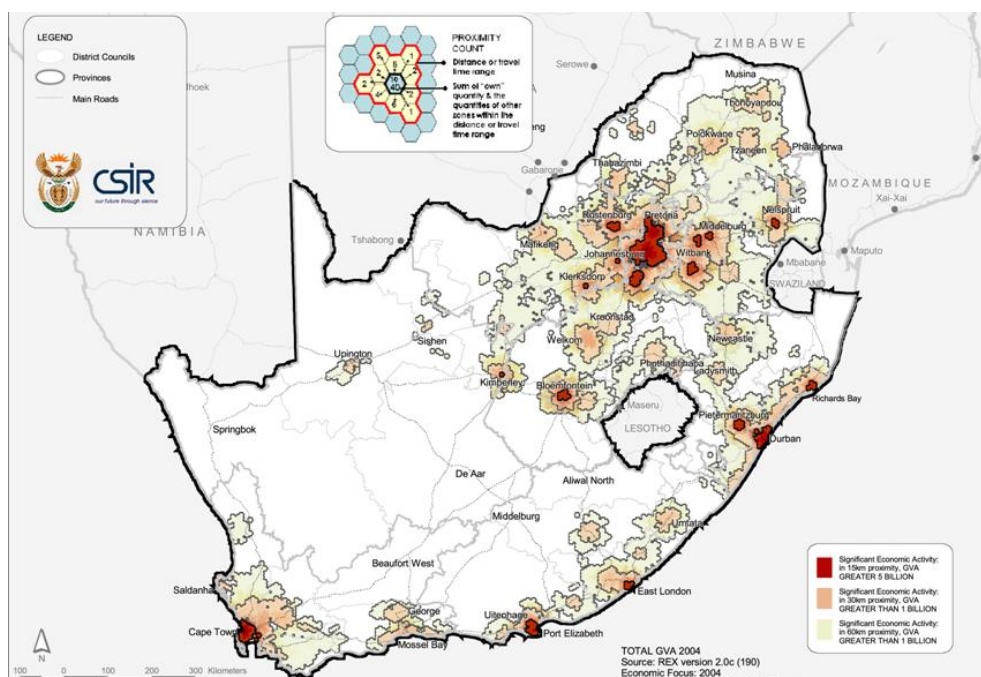 LEGEND
District Councils
Provinces
Main Roads
CSIR
our future through science
PROXIMITY
COUNT
Distance or travel
time range
Sum of "own"
quantity & the
quantities of other
zones within the
distance or travel
time range
ZIMBABWE
Serowe
Musina
Thohoyandou
Polokwane
Tzaneen
Phalaborwa
Thabazimbi
Gaborone
MOZAMBIQUE
Xai-Xai
NAMIBIA
Tshabong
Rustenburg
Pretoria
Middelburg
Nelspruit
Mafikeng
Maputo
Johannesburg
Witbank
Mbabane
SWAZILAND
Klerksdorp
Kroonstad
Sishen
Welkom
Newcastle
Upington
Phuthaditjhaba
Ladysmith
Kimberley
Bloemfontein
Maseru
Richards Bay
LESOTHO
Pietermaritzburg
Springbok
Durban
De Aar
Aliwal North
Middelburg
Umtata
Beaufort West
Saldanha
East London
George
Uitenhage
Cape Town
Mossel Bay
Port Elizabeth
Significant Economic Activity:
in 15km proximity, GVA
GREATER 5 BILLION
Significant Economic Activity:
in 30km proximity, GVA
GREATER THAN 1 BILLION
Significant Economic Activity:
in 60km proximity, GVA
GREATER THAN 1 BILLION
N
100 0 100 200 300 Kilometers
TOTAL GVA 2004
Source: REX version 2.0c (190)
Economic Focus: 2004